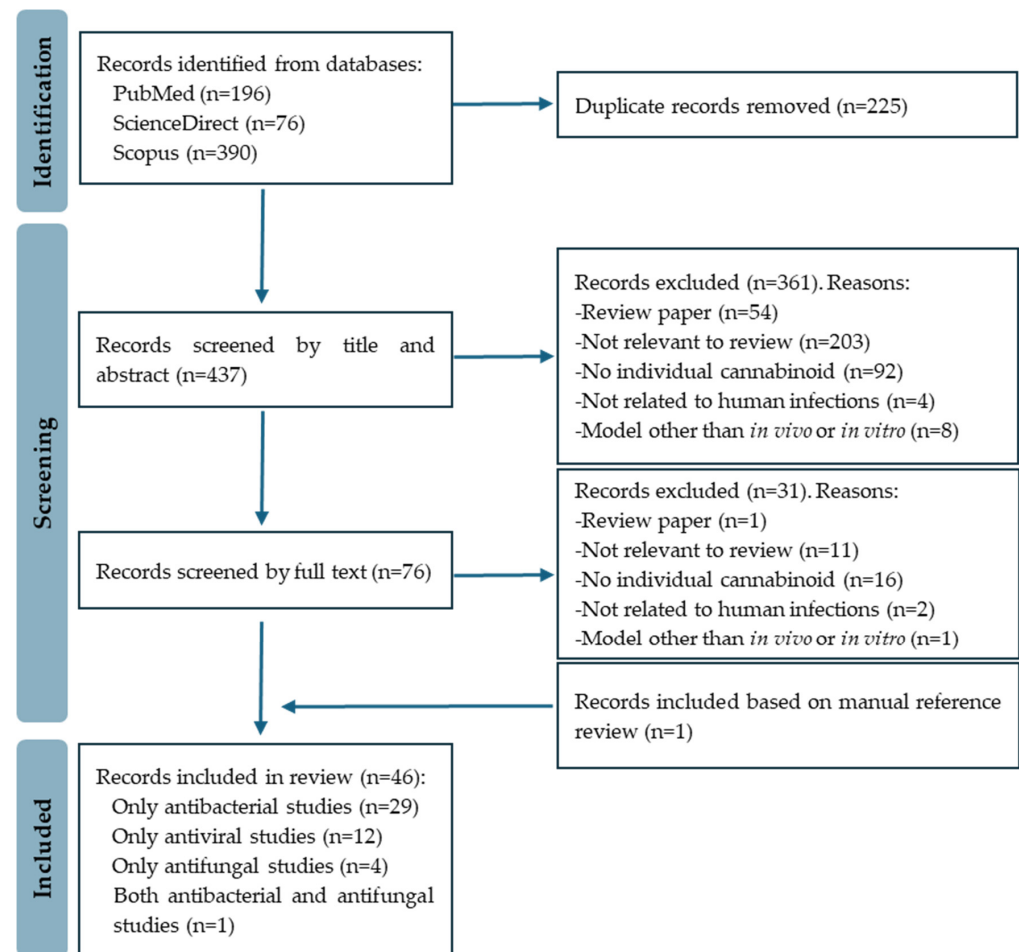 Identification
Records identified from databases:
PubMed (n=196)
ScienceDirect (n=76)
Scopus (n=390)
Duplicate records removed (n=225)
Screening
Records screened by title and
abstract (n=437)
Records excluded (n=361). Reasons:
-Review paper (n=54)
-Not relevant to review (n=203)
-No individual cannabinoid (n=92)
-Not related to human infections (n=4)
-Model other than in vivo or in vitro (n=8)
Records screened by full text (n=76)
Records excluded (n=31). Reasons:
-Review paper (n=1)
-Not relevant to review (n=11)
-No individual cannabinoid (n=16)
-Not related to human infections (n=2)
-Model other than in vivo or in vitro (n=1)
Records included based on manual reference
review (n=1)
Included
Records included in review (n=46):
Only antibacterial studies (n=29)
Only antiviral studies (n=12)
Only antifungal studies (n=4)
Both antibacterial and antifungal
studies (n=1)